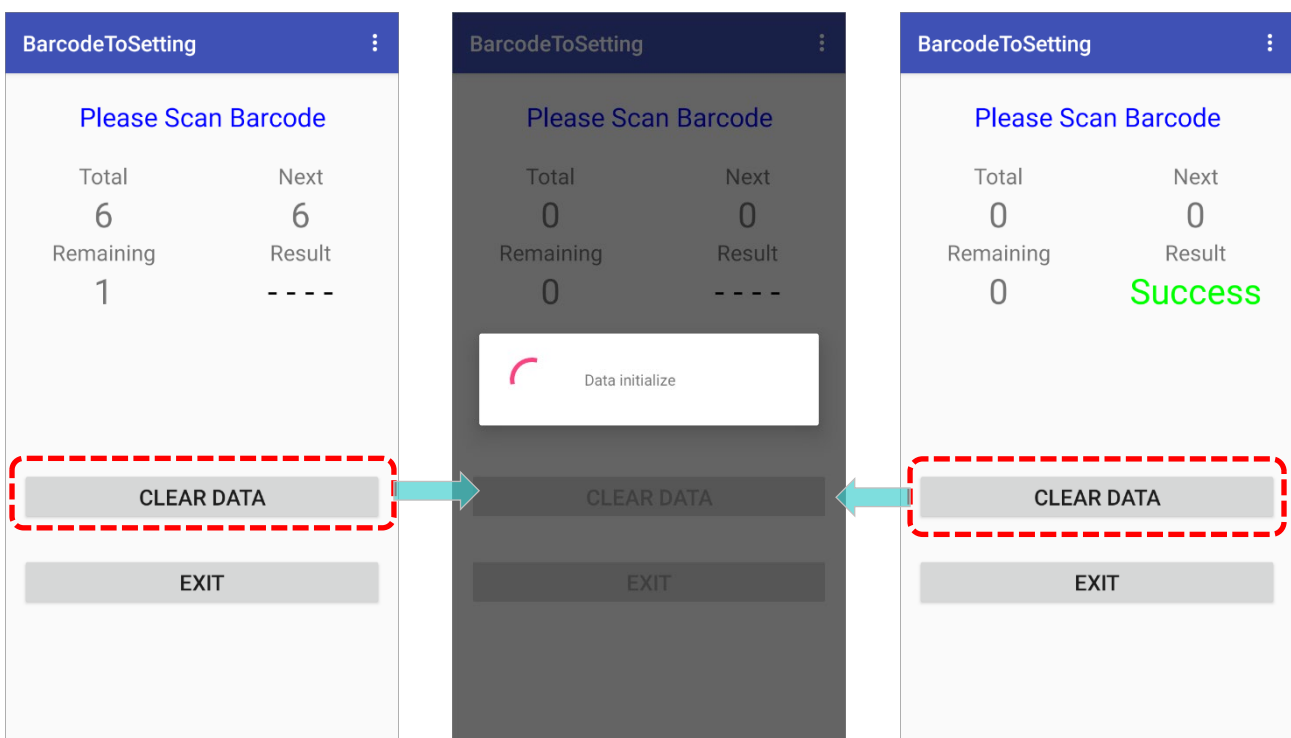 BarcodeToSetting
Please Scan Barcode
Total Next
6 6
Remaining Result
1 - - - -
CLEAR DATA
EXIT
BarcodeToSetting
Please Scan Barcode
Total Next
0 0
Remaining Result
0 - - - -
Data initialize
CLEAR DATA
EXIT
BarcodeToSetting
Please Scan Barcode
Total Next
0 0
Remaining Result
0 Success
CLEAR DATA
EXIT